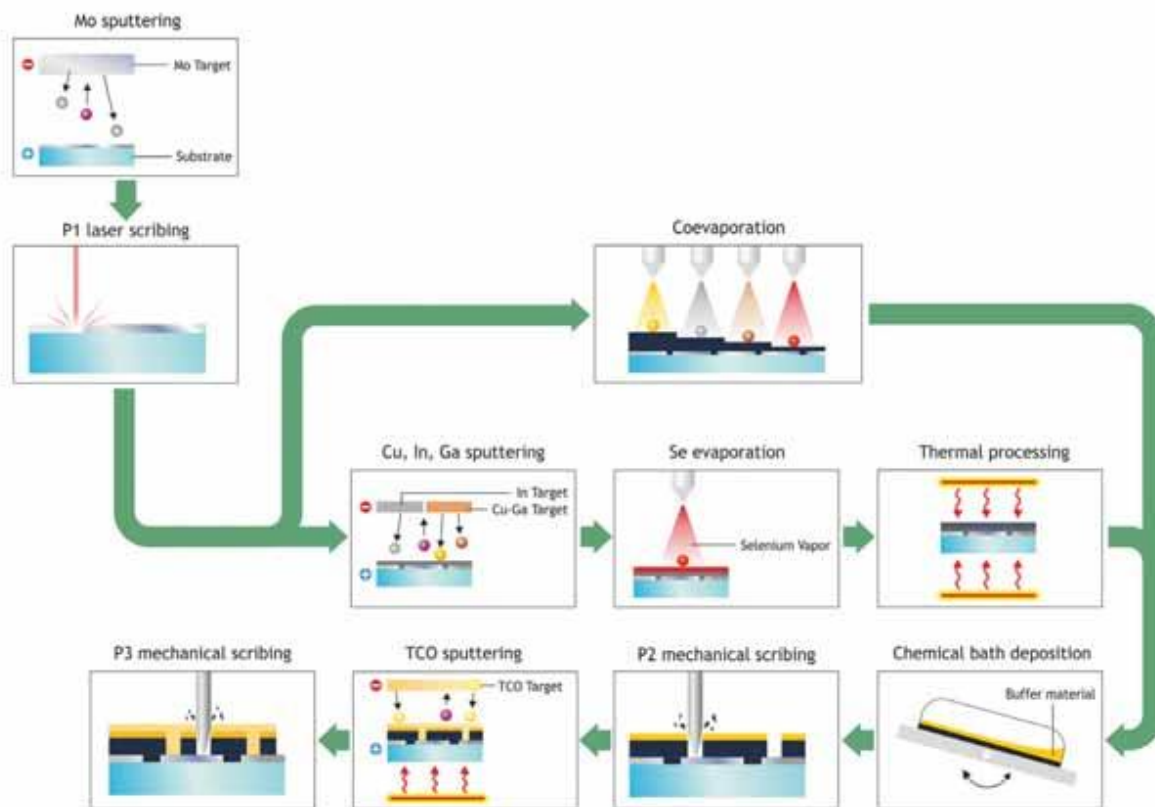 Mo sputtering
Mo Target
Substrate
P1 laser scribing
Coevaporation
Cu, In, Ga sputtering
In Target
Cu-Ga Target
Se evaporation
Selenium Vapor
Thermal processing
P3 mechanical scribing
TCO sputtering
TCO Target
P2 mechanical scribing
Chemical bath deposition
Buffer material